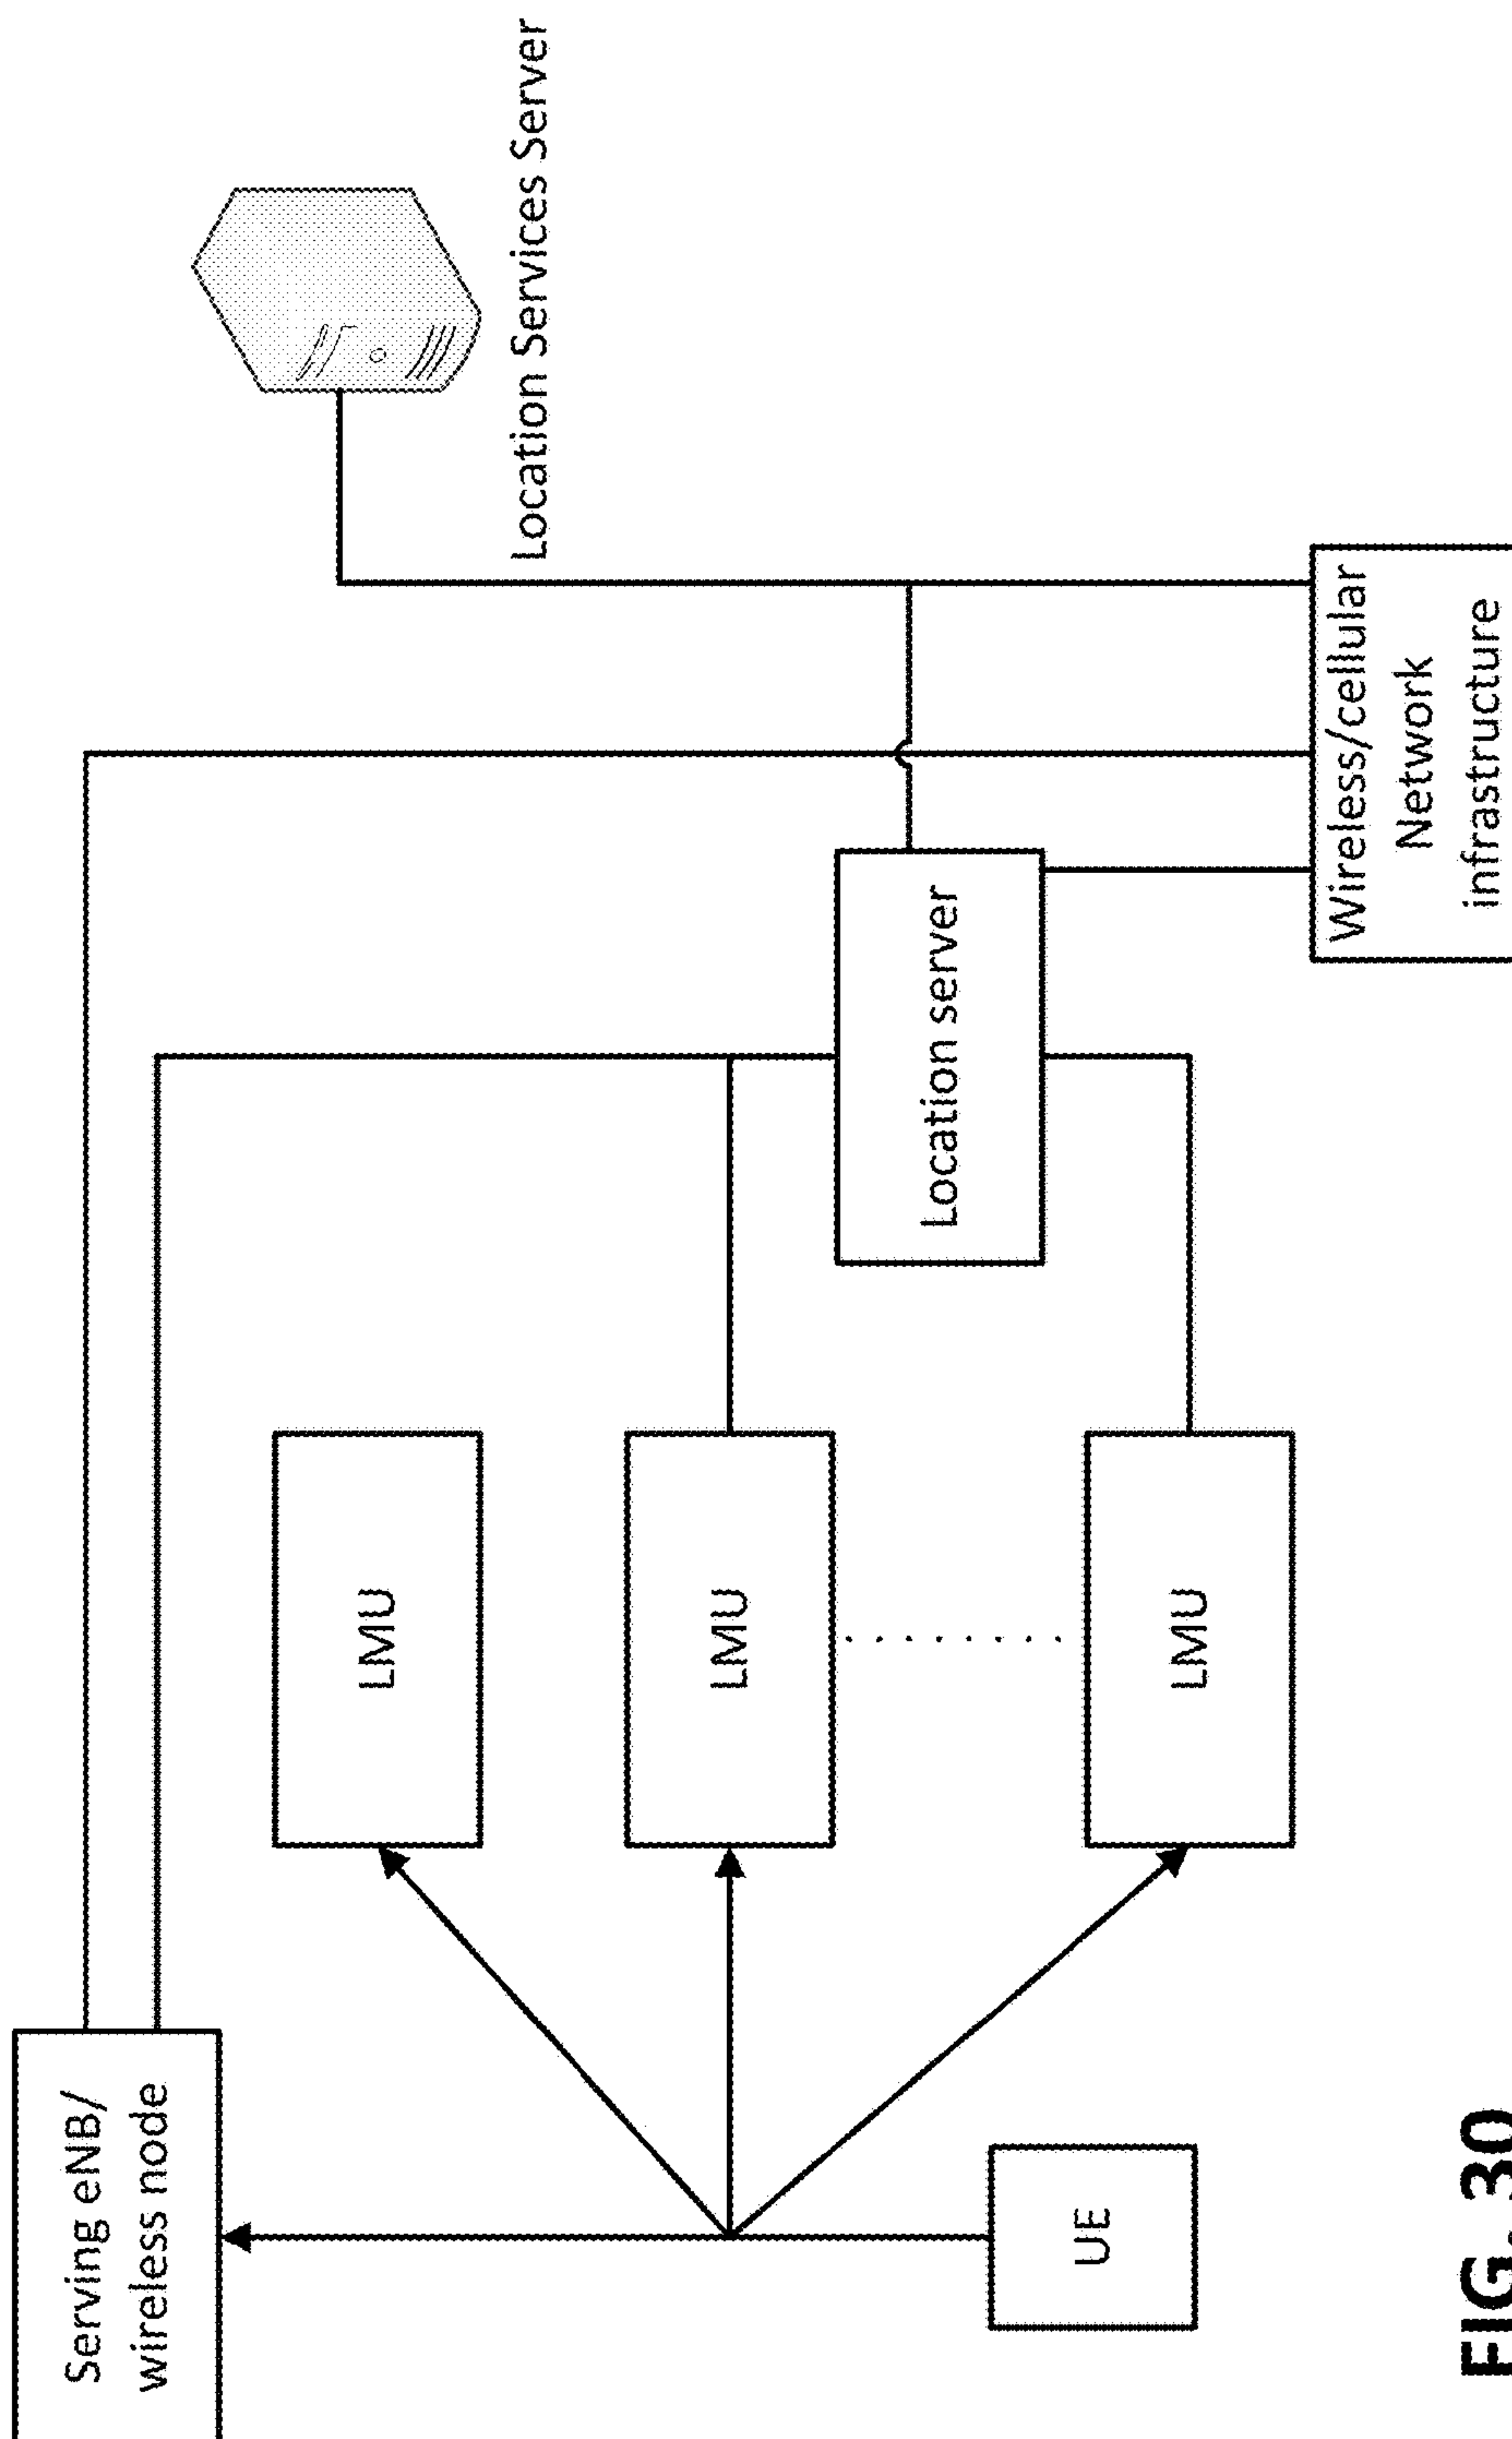 Serving eNB/
wireless node
LMU
LMU
LMU
UE
Location server
Location Services Server
Wireless/cellular
Network
infrastructure
FIG. 30